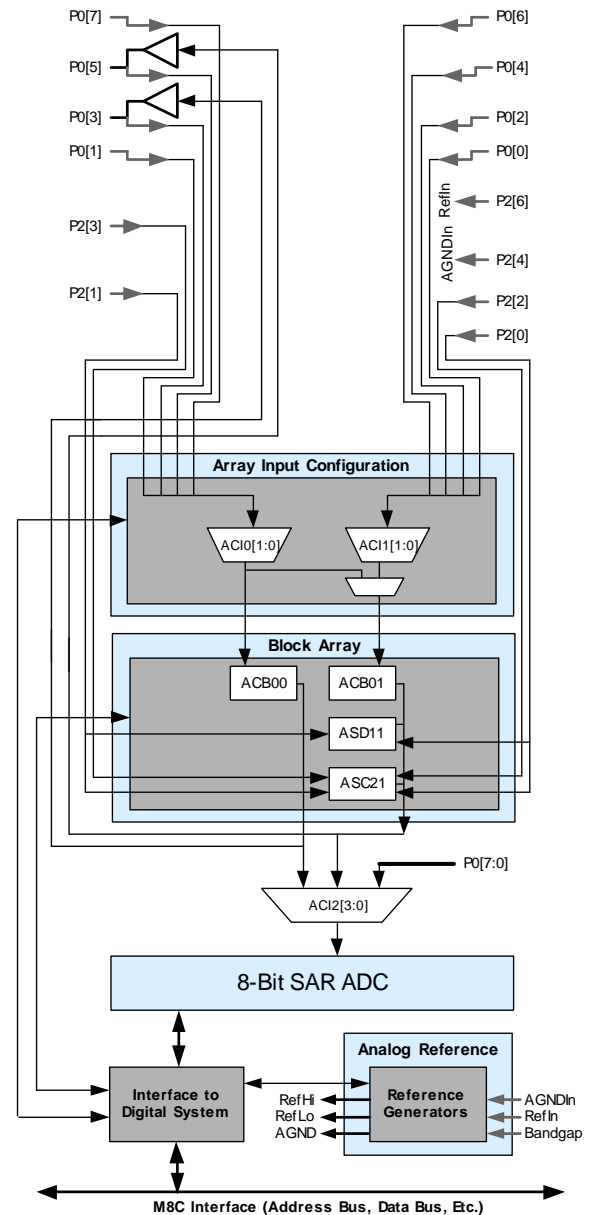 P0[7]
P0[6]
P0[5]
P0[4]
P0[3]
P0[2]
P0[1]
P0[0]
P2[6]
RefIn
AGNDIn
P2[3]
P2[4]
P2[1]
P2[2]
P2[0]
Array Input Configuration
ACI0[1:0]
ACI1[1:0]
Block Array
ACB00
ACB01
ASD11
ASC21
P0[7:0]
ACI2[3:0]
8-Bit SAR ADC
Analog Reference
Interface to
Digital System
Reference
Generators
RefHi
RefLo
AGND
AGNDIn
RefIn
Bandgap
M8C Interface (Address Bus, Data Bus, Etc.)